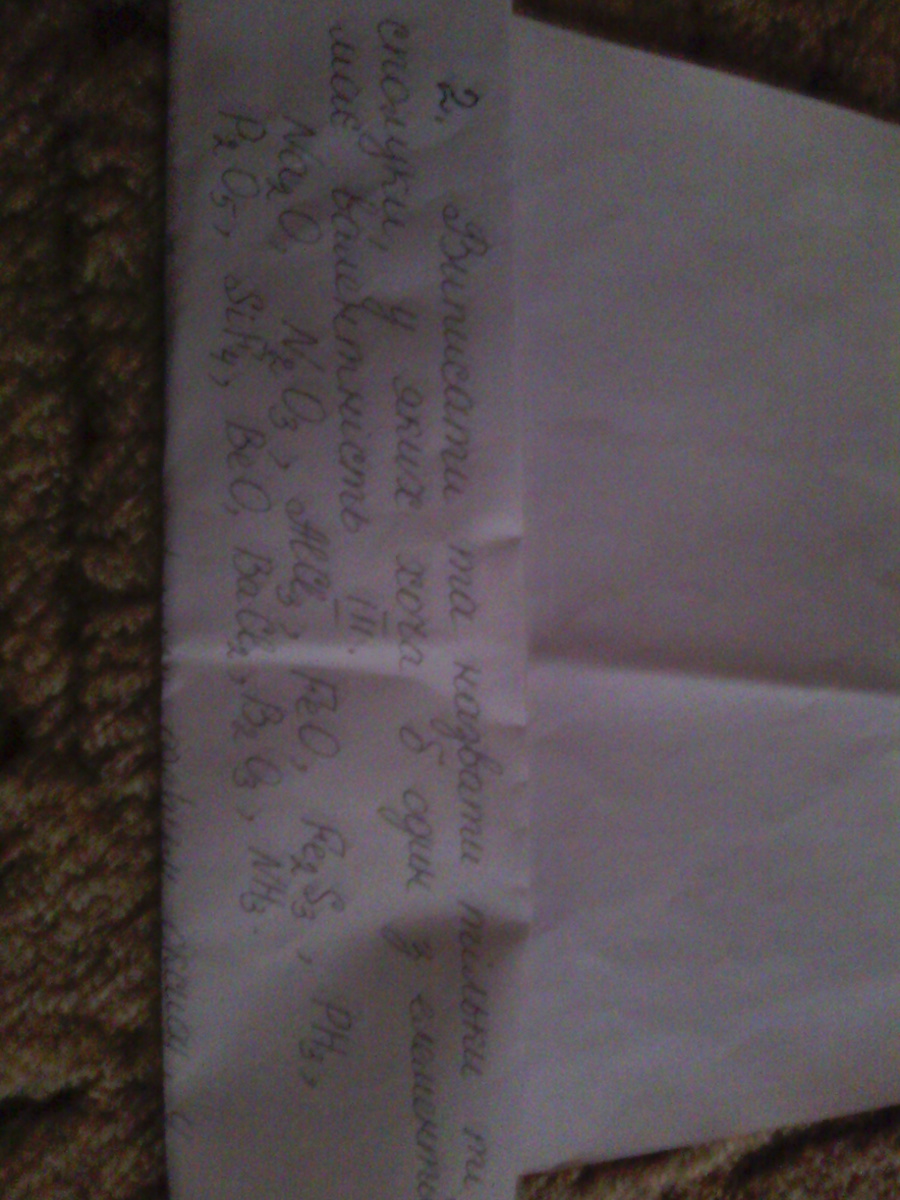 2. Виписати та назвати тільки ті
сполуки, у яких хоча б один з елементів
має валентність III.
Na₂O, N₂O₃, AlCl₃, FeO, Fe₂S₃, PH₃,
P₂O₅, SiH₄, BeO, BaCl₂, B₂O₃, NH₃.